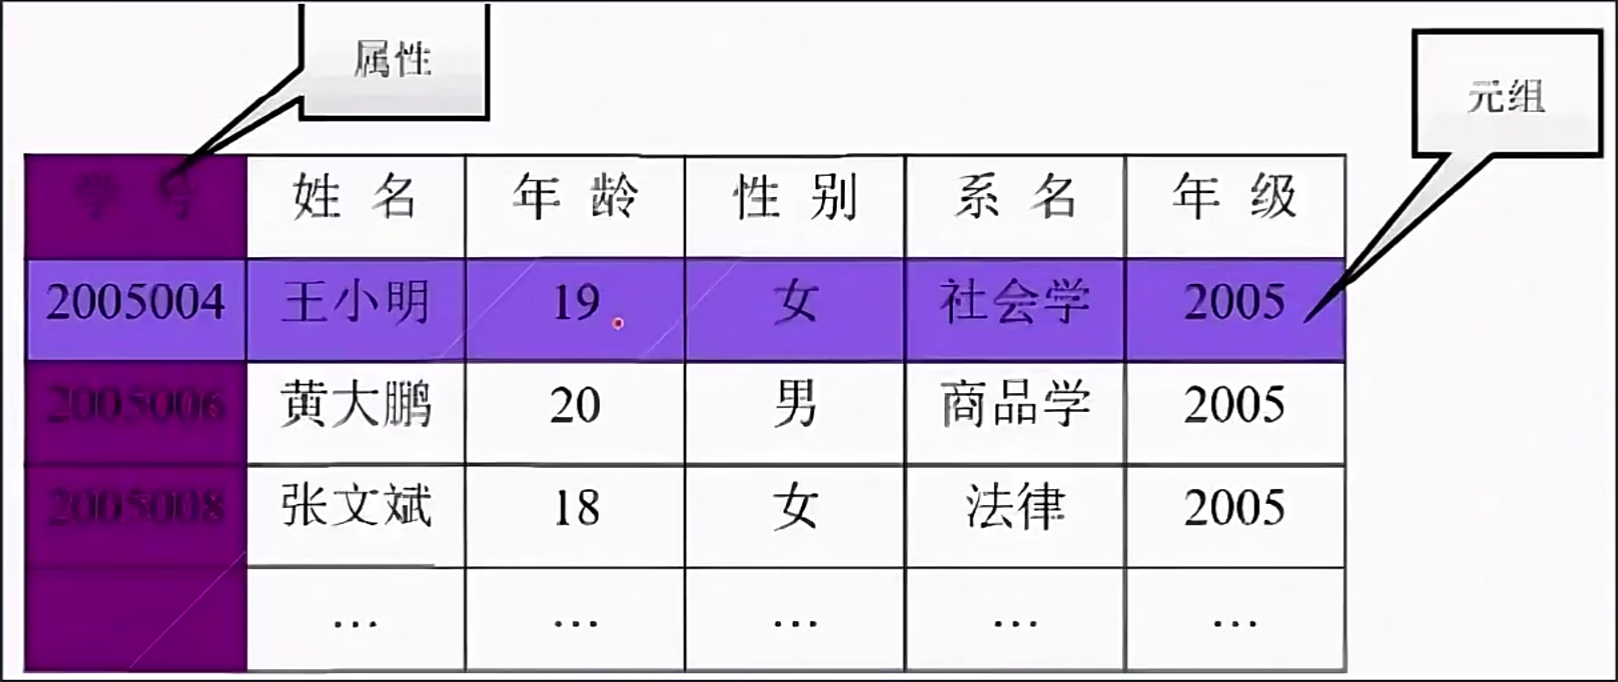 属性
元组
学 号 姓 名 年 龄 性 别 系 名 年 级
2005004 王小明 19 女 社会学 2005
2005006 黄大鹏 20 男 商品学 2005
2005008 张文斌 18 女 法律 2005
… … … … …